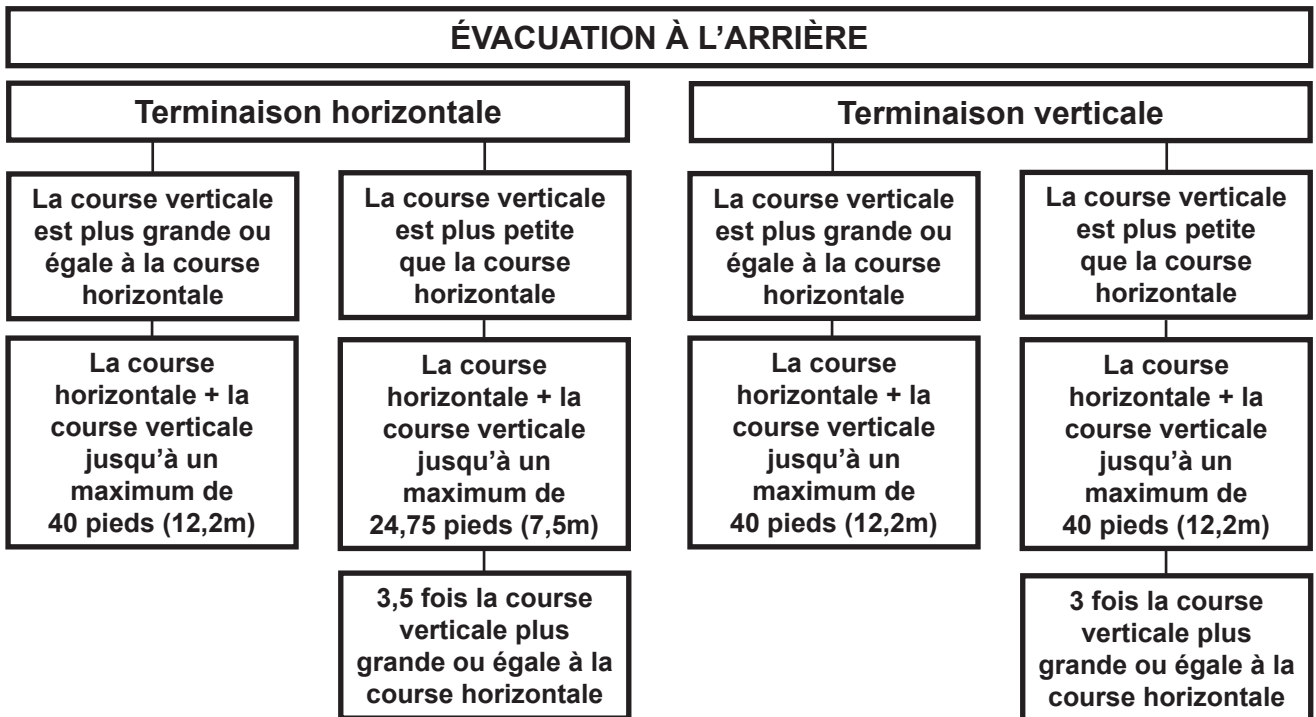 ÉVACUATION À L'ARRIÈRE
Terminaison horizontale
La course verticale
est plus grande ou
égale à la course
horizontale
La course
horizontale + la
course verticale
jusqu'à un
maximum de
40 pieds (12,2m)
La course verticale
est plus petite
que la course
horizontale
La course
horizontale + la
course verticale
jusqu'à un
maximum de
24,75 pieds (7,5m)
3,5 fois la course
verticale plus
grande ou égale à la
course horizontale
Terminaison verticale
La course verticale
est plus grande ou
égale à la course
horizontale
La course
horizontale + la
course verticale
jusqu'à un
maximum de
40 pieds (12,2m)
La course verticale
est plus petite
que la course
horizontale
La course
horizontale + la
course verticale
jusqu'à un
maximum de
40 pieds (12,2m)
3 fois la course
verticale plus
grande ou égale à la
course horizontale